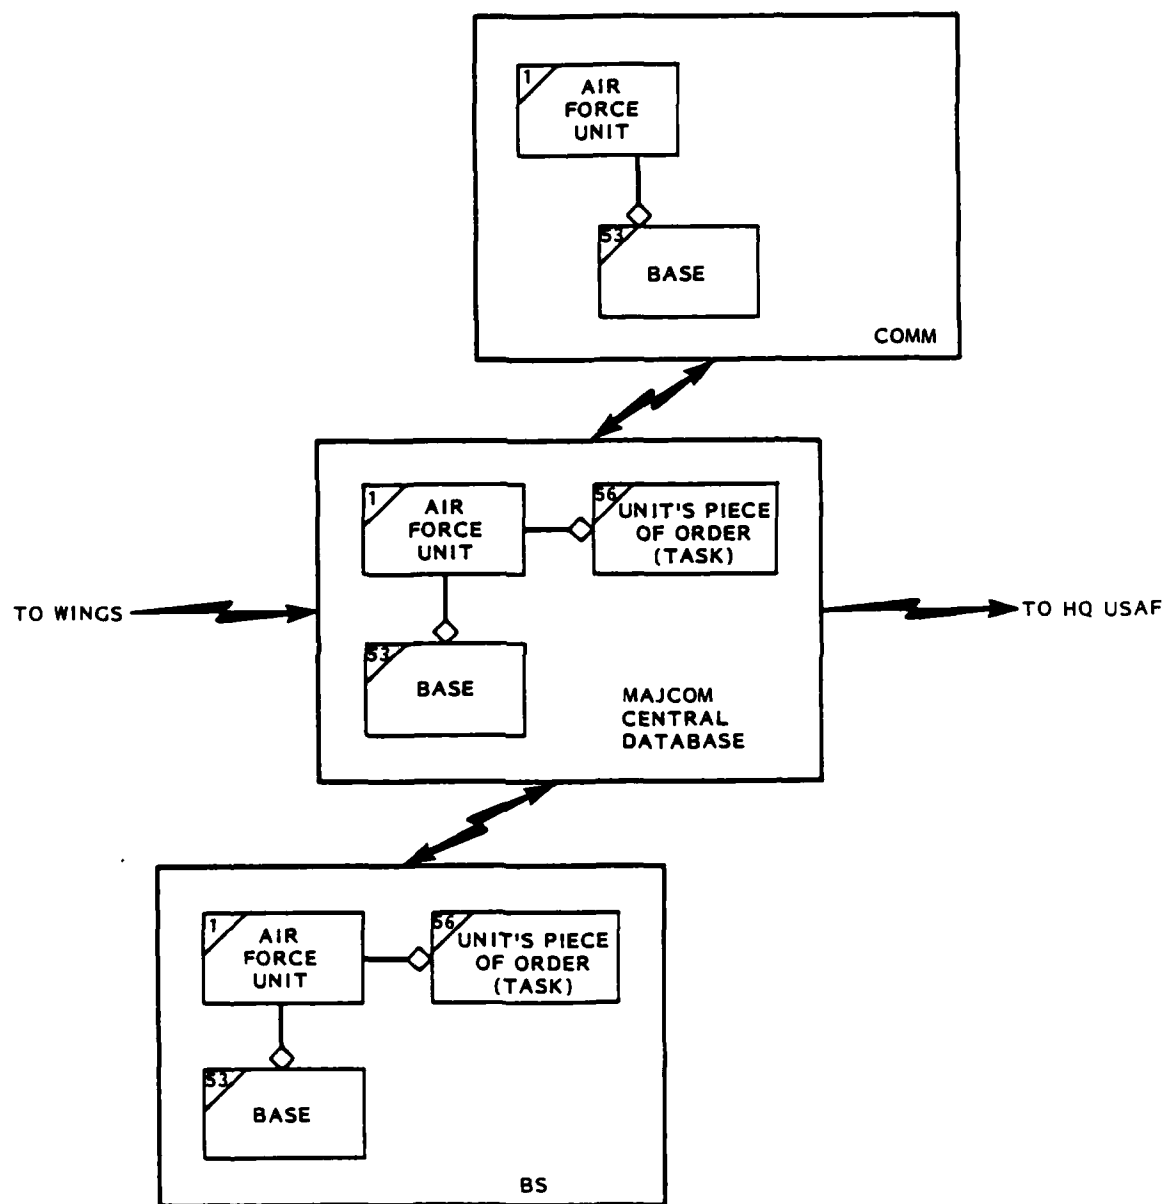 1
AIR
FORCE
UNIT
53
BASE
COMM
1
AIR
FORCE
UNIT
56
UNIT'S PIECE
OF ORDER
(TASK)
TO WINGS
TO HQ USAF
53
BASE
MAJCOM
CENTRAL
DATABASE
1
AIR
FORCE
UNIT
56
UNIT'S PIECE
OF ORDER
(TASK)
53
BASE
BS